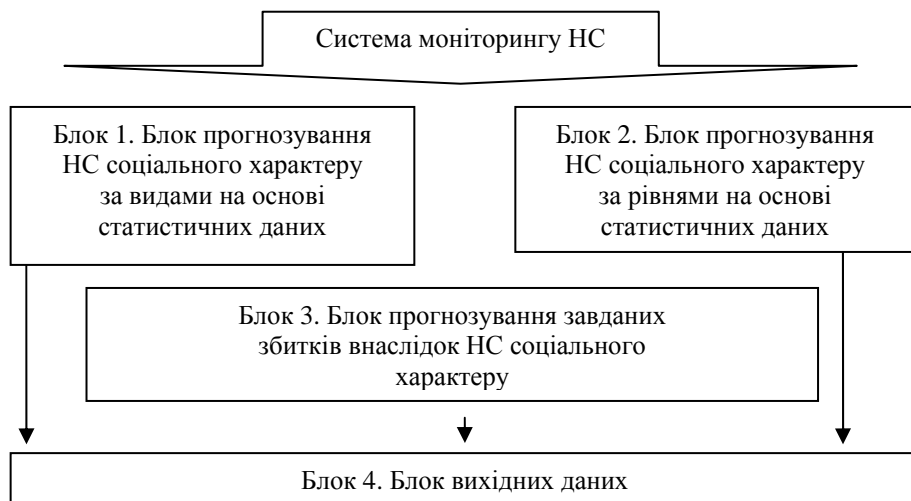 Система моніторингу НС
Блок 1. Блок прогнозування
НС соціального характеру
за видами на основі
статистичних даних
Блок 2. Блок прогнозування
НС соціального характеру
за рівнями на основі
статистичних даних
Блок 3. Блок прогнозування завданих
збитків внаслідок НС соціального
характеру
Блок 4. Блок вихідних даних